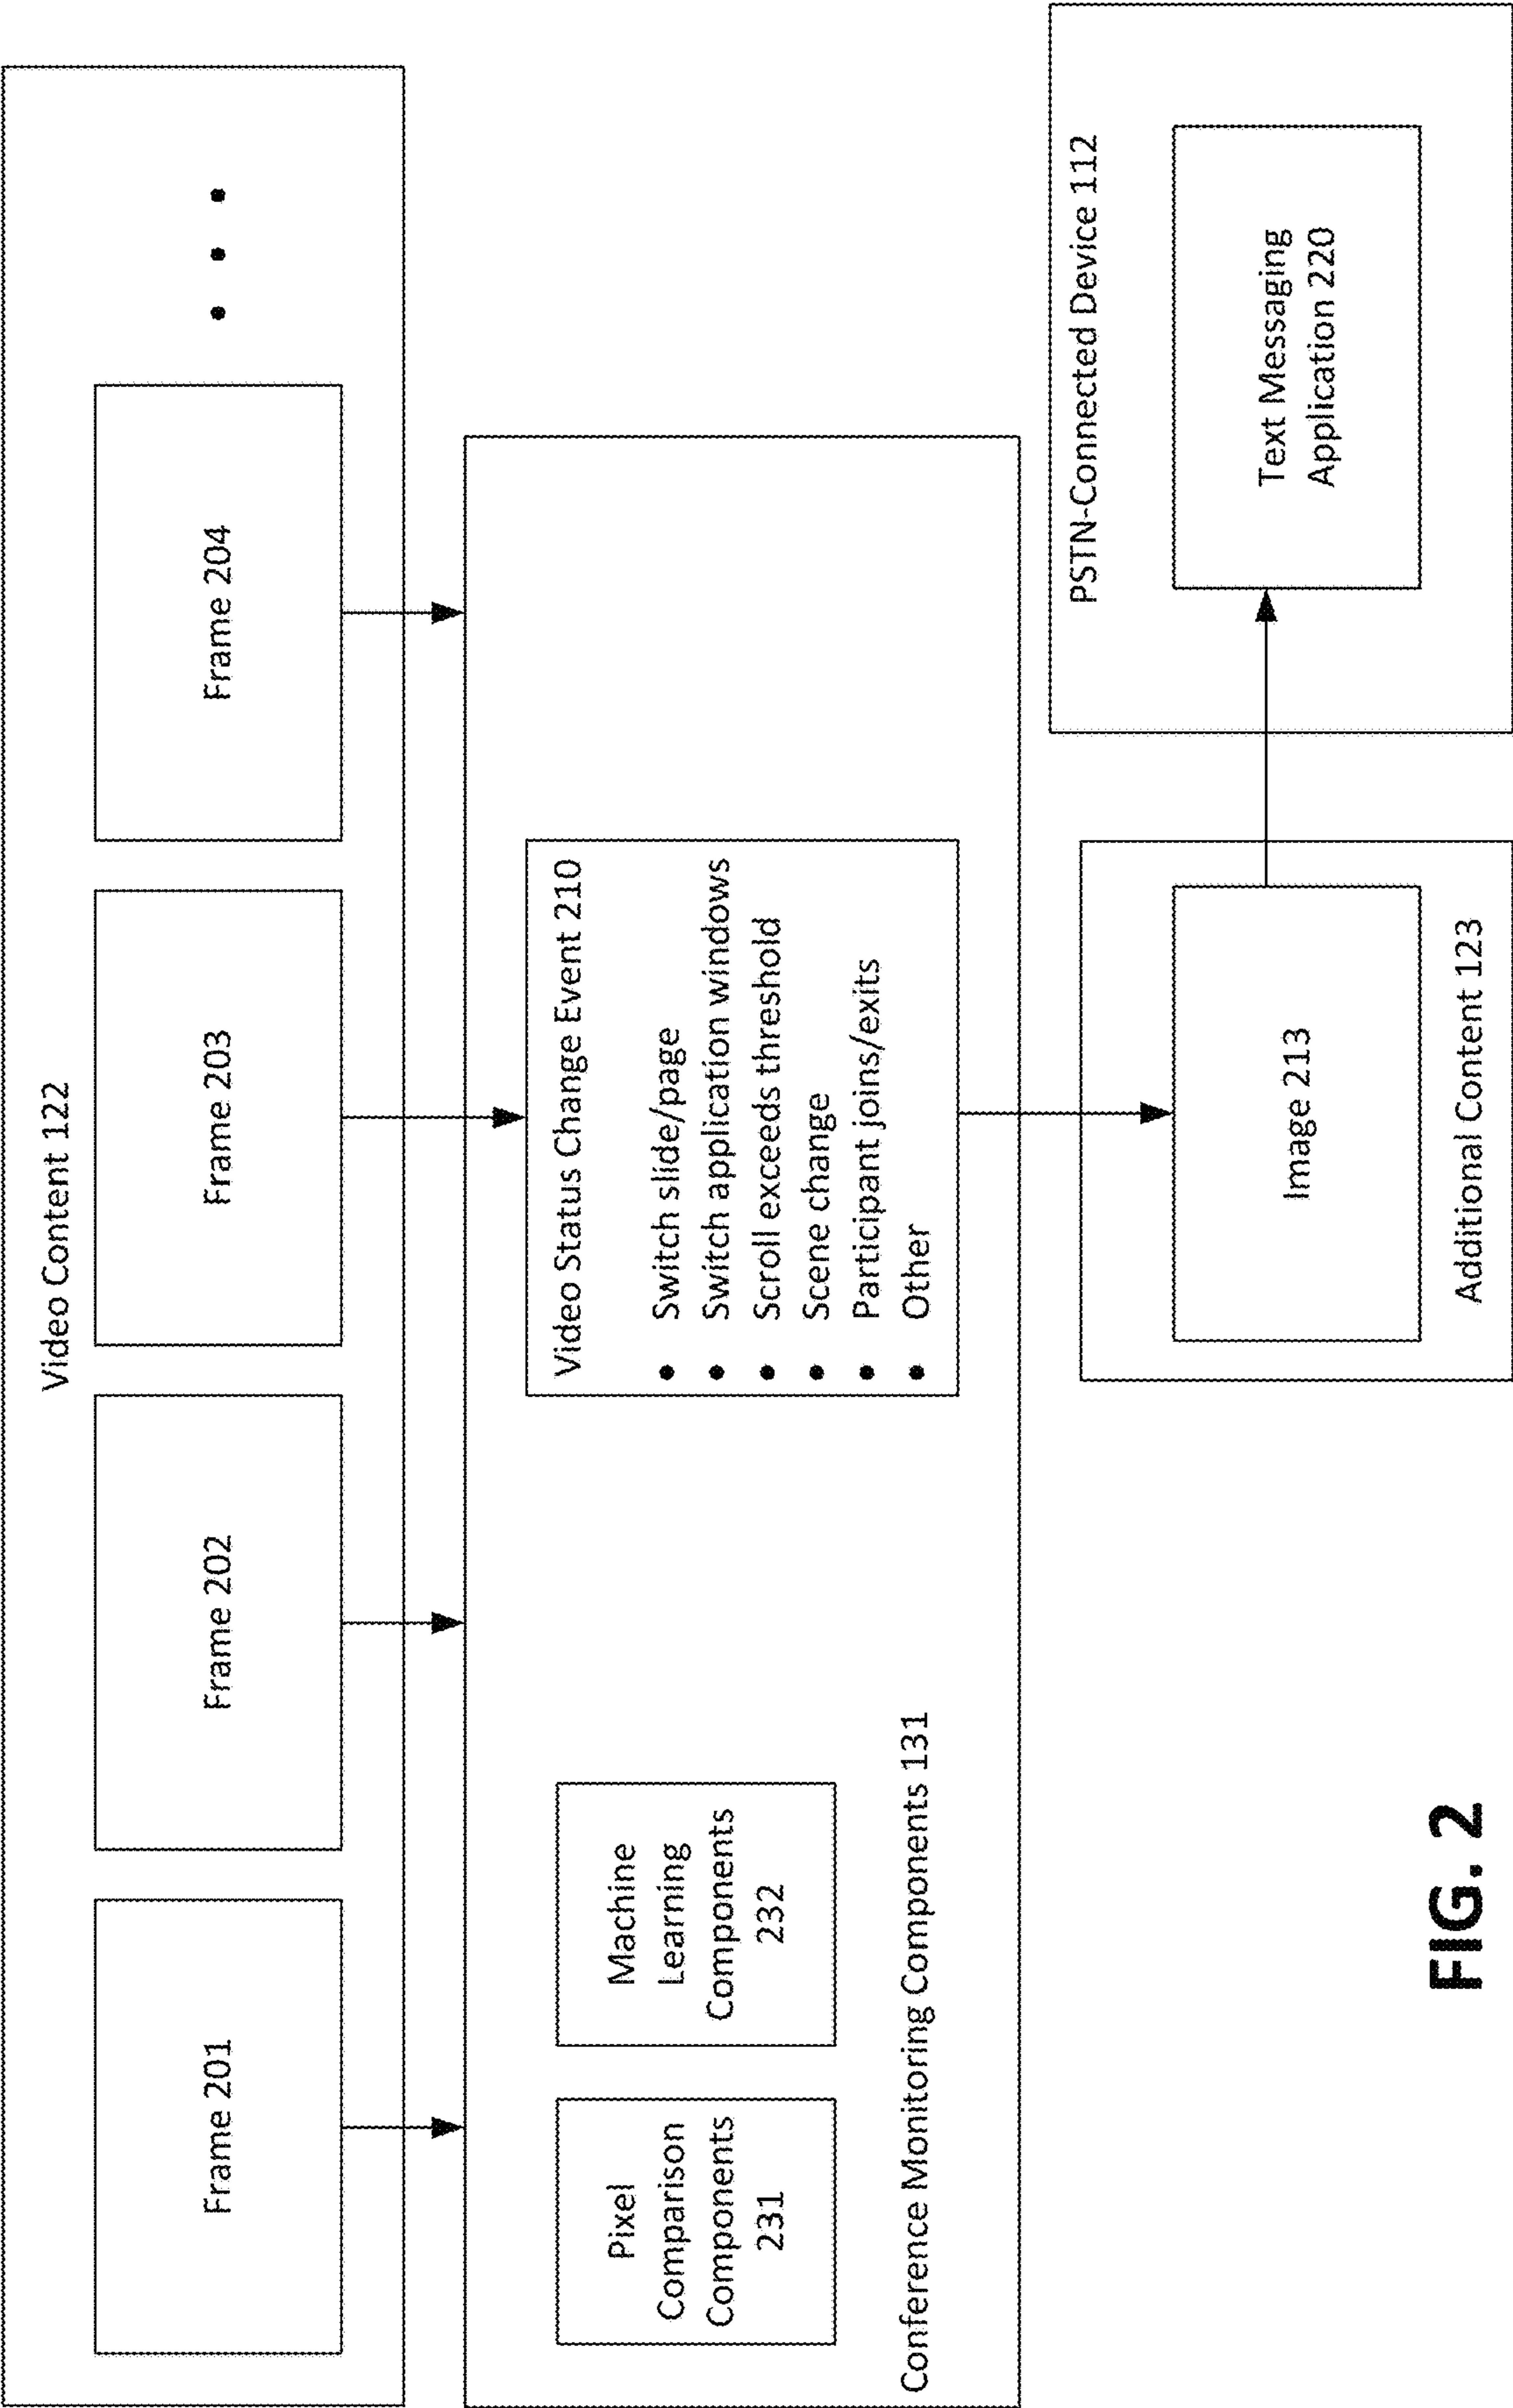 Video Content 122
Frame 201
Frame 202
Frame 203
Frame 204
• • •
Pixel
Comparison
Components
231
Machine
Learning
Components
232
Conference Monitoring Components 131
Video Status Change Event 210
• Switch slide/page
• Switch application windows
• Scroll exceeds threshold
• Scene change
• Participant joins/exits
• Other
Image 213
Additional Content 123
PSTN-Connected Device 112
Text Messaging
Application 220
FIG. 2